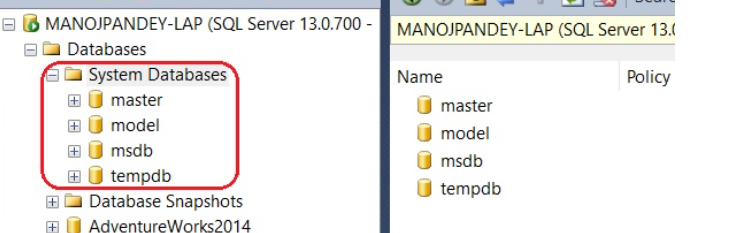 MANOJPANDEY-LAP (SQL Server 13.0.700 -
Databases
System Databases
master
model
msdb
tempdb
Database Snapshots
AdventureWorks2014
MANOJPANDEY-LAP (SQL Server 13.0
Name Policy
master
model
msdb
tempdb